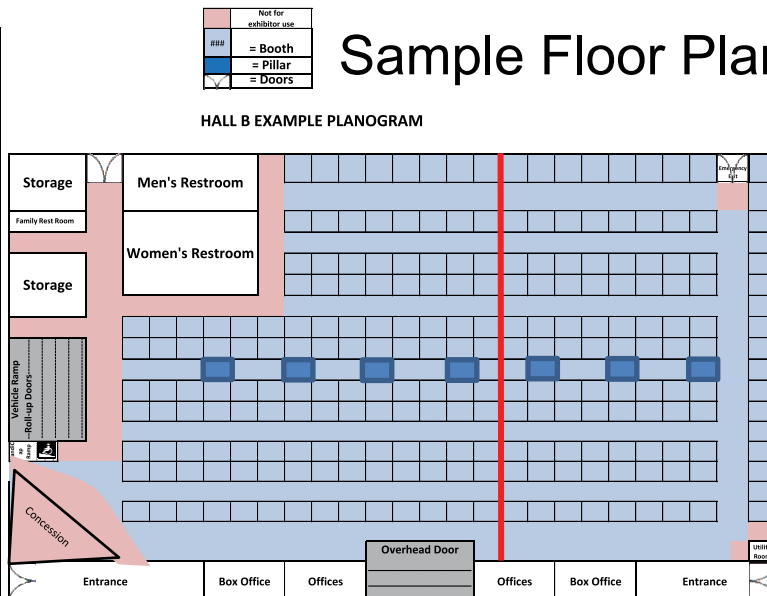 Not for
exhibitor use
###
= Booth
= Pillar
= Doors
Sample Floor Plan
HALL B EXAMPLE PLANOGRAM
Storage
Men's Restroom
Emergency
Exit
Family Rest Room
Women's Restroom
Storage
Vehicle Ramp
--Roll-up Doors--
Ramp
Concession
Overhead Door
Entrance
Box Office
Offices
Offices
Box Office
Entrance